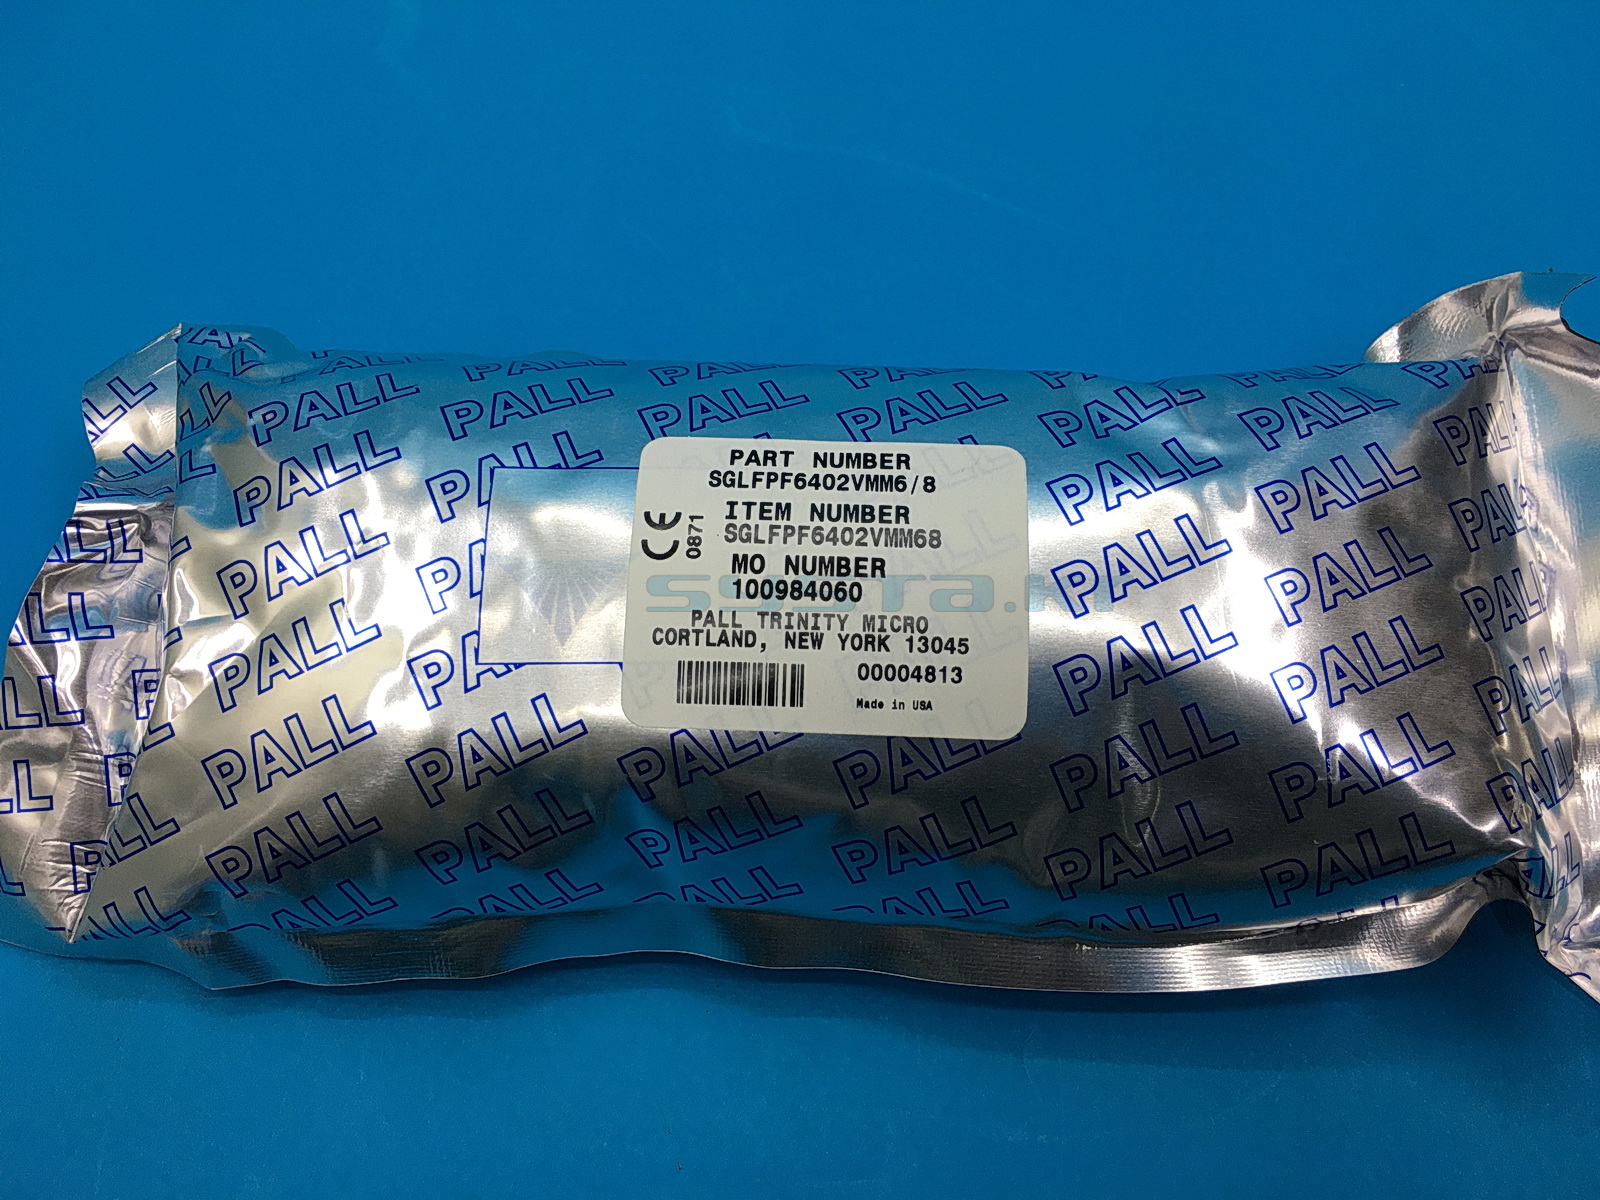 PALL
PART NUMBER
SGLFPF6402VMM6/8
ITEM NUMBER
SGLFPF6402VMM68
MO NUMBER
100984060
PALL TRINITY MICRO
CORTLAND, NEW YORK 13045
00004813
Made in USA
CE
0871